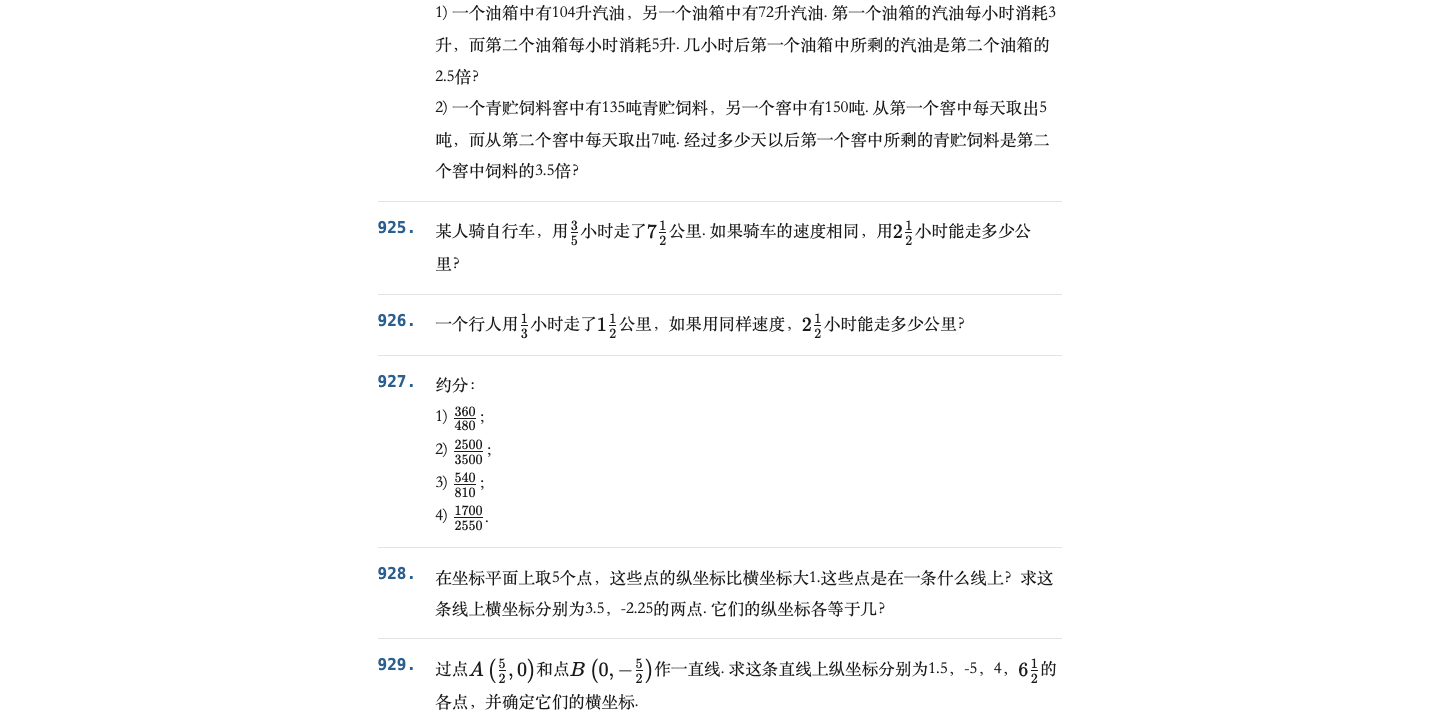 1) 一个油箱中有104升汽油，另一个油箱中有72升汽油. 第一个油箱的汽油每小时消耗3
升，而第二个油箱每小时消耗5升. 几小时后第一个油箱中所剩的汽油是第二个油箱的
2.5倍?
2) 一个青贮饲料窖中有135吨青贮饲料，另一个窖中有150吨. 从第一个窖中每天取出5
吨，而从第二个窖中每天取出7吨. 经过多少天以后第一个窖中所剩的青贮饲料是第二
个窖中饲料的3.5倍?
925. 某人骑自行车，用$\frac{3}{5}$小时走了$7\frac{1}{2}$公里. 如果骑车的速度相同，用$2\frac{1}{2}$小时能走多少公
里?
926. 一个行人用$\frac{1}{3}$小时走了$1\frac{1}{2}$公里，如果用同样速度，$2\frac{1}{2}$小时能走多少公里?
927. 约分:
1) $\frac{360}{480}$ ;
2) $\frac{2500}{3500}$ ;
3) $\frac{540}{810}$ ;
4) $\frac{1700}{2550}$.
928. 在坐标平面上取5个点，这些点的纵坐标比横坐标大1.这些点是在一条什么线上? 求这
条线上横坐标分别为3.5，-2.25的两点. 它们的纵坐标各等于几?
929. 过点$A\left(\frac{5}{2},0\right)$和点$B\left(0,-\frac{5}{2}\right)$作一直线. 求这条直线上纵坐标分别为1.5，-5，4，$6\frac{1}{2}$的
各点，并确定它们的横坐标.